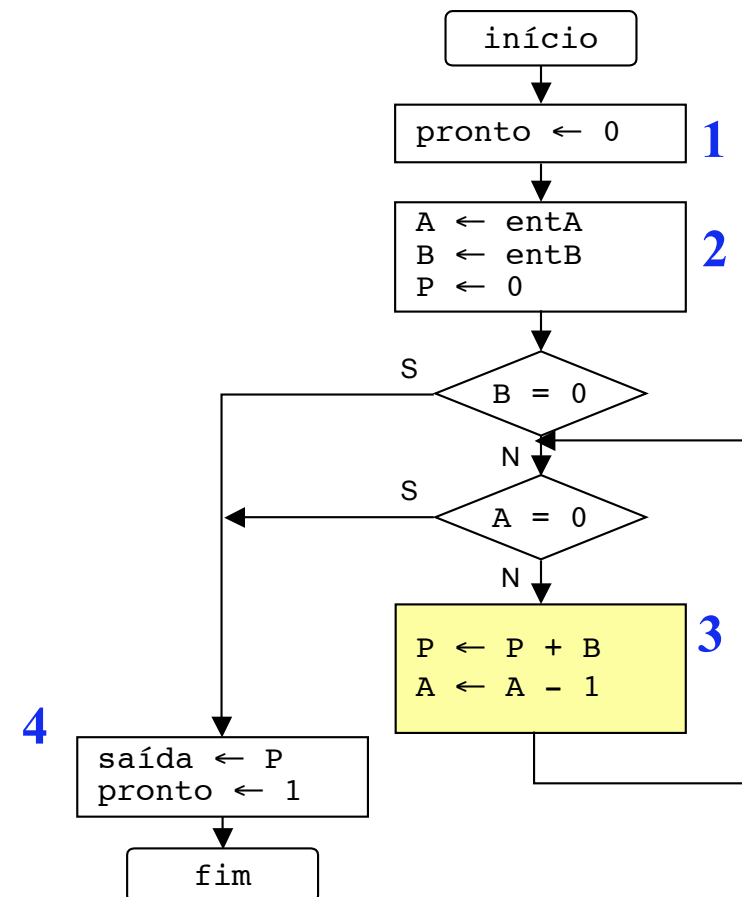 início
pronto ← 0
1
A ← entA
B ← entB
P ← 0
2
S
B = 0
N
S
A = 0
N
P ← P + B
A ← A - 1
3
4
saída ← P
pronto ← 1
fim